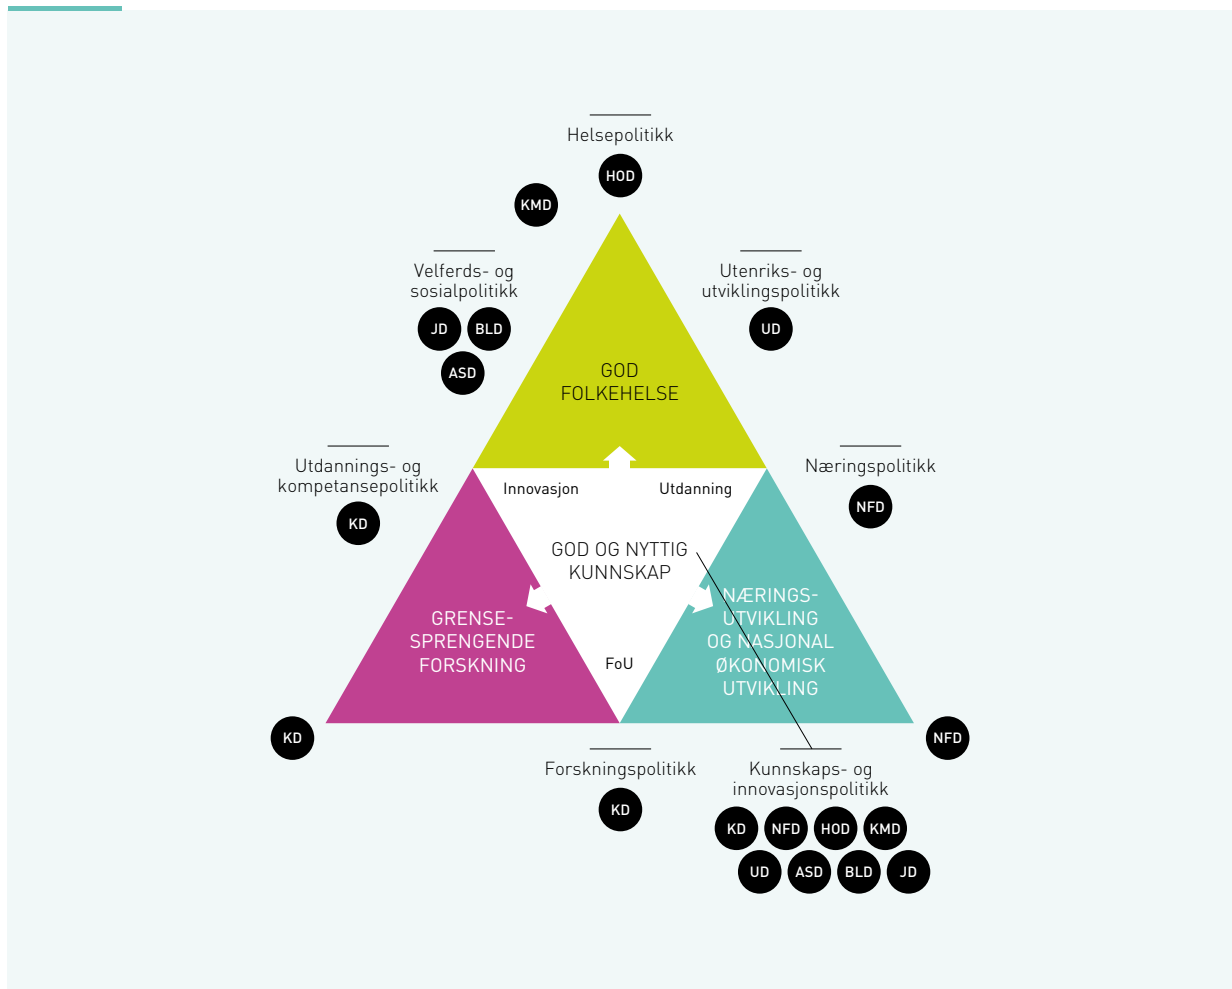 Helsepolitikk
HOD
KMD
Velferds- og
sosialpolitikk
JD BLD
ASD
Utenriks- og
utviklingspolitikk
UD
GOD
FOLKEHELSE
Utdannings- og
kompetansepolitikk
KD
Næringspolitikk
NFD
Innovasjon
Utdanning
GOD OG NYTTIG
KUNNSKAP
FoU
GRENSE-
SPRENGENDE
FORSKNING
NÆRINGS-
UTVIKLING
OG NASJONAL
ØKONOMISK
UTVIKLING
KD
NFD
Forskningspolitikk
KD
Kunnskaps- og
innovasjonspolitikk
KD NFD HOD KMD
UD ASD BLD JD